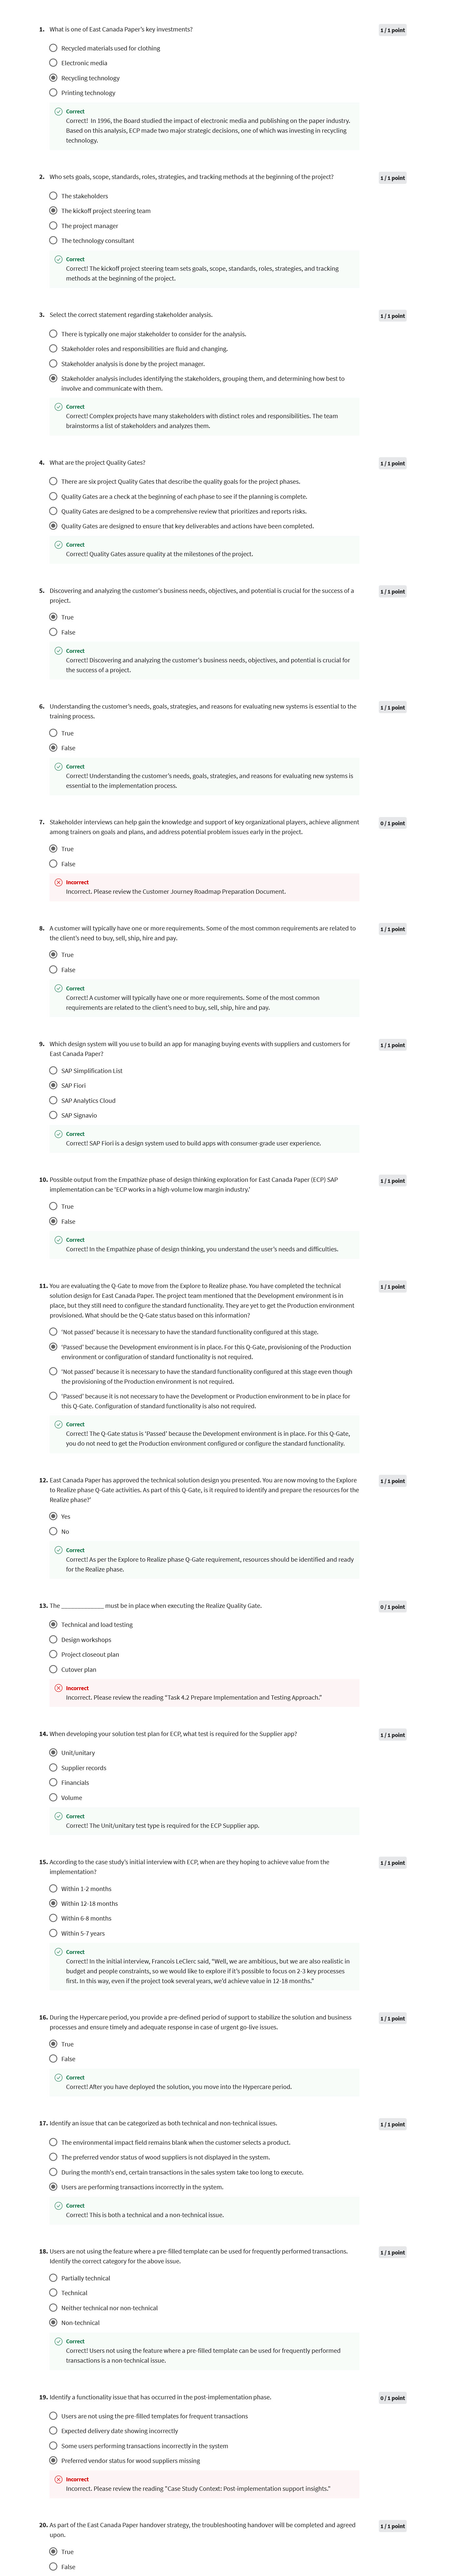 1. What is one of East Canada Paper's key investments?
1 / 1 point
Recycled materials used for clothing
Electronic media
Recycling technology
Printing technology
Correct
Correct!  In 1996, the Board studied the impact of electronic media and publishing on the paper industry.
Based on this analysis, ECP made two major strategic decisions, one of which was investing in recycling
technology.
2. Who sets goals, scope, standards, roles, strategies, and tracking methods at the beginning of the project?
1 / 1 point
The stakeholders
The kickoff project steering team
The project manager
The technology consultant
Correct
Correct! The kickoff project steering team sets goals, scope, standards, roles, strategies, and tracking
methods at the beginning of the project.
3. Select the correct statement regarding stakeholder analysis.
1 / 1 point
There is typically one major stakeholder to consider for the analysis.
Stakeholder roles and responsibilities are fluid and changing.
Stakeholder analysis is done by the project manager.
Stakeholder analysis includes identifying the stakeholders, grouping them, and determining how best to
involve and communicate with them.
Correct
Correct! Complex projects have many stakeholders with distinct roles and responsibilities. The team
brainstorms a list of stakeholders and analyzes them.
4. What are the project Quality Gates?
1 / 1 point
There are six project Quality Gates that describe the quality goals for the project phases.
Quality Gates are a check at the beginning of each phase to see if the planning is complete.
Quality Gates are designed to be a comprehensive review that prioritizes and reports risks.
Quality Gates are designed to ensure that key deliverables and actions have been completed.
Correct
Correct! Quality Gates assure quality at the milestones of the project.
5. Discovering and analyzing the customer's business needs, objectives, and potential is crucial for the success of a
project.
1 / 1 point
True
False
Correct
Correct! Discovering and analyzing the customer's business needs, objectives, and potential is crucial for
the success of a project.
6. Understanding the customer's needs, goals, strategies, and reasons for evaluating new systems is essential to the
training process.
1 / 1 point
True
False
Correct
Correct! Understanding the customer's needs, goals, strategies, and reasons for evaluating new systems is
essential to the implementation process.
7. Stakeholder interviews can help gain the knowledge and support of key organizational players, achieve alignment
among trainers on goals and plans, and address potential problem issues early in the project.
0 / 1 point
True
False
Incorrect
Incorrect. Please review the Customer Journey Roadmap Preparation Document.
8. A customer will typically have one or more requirements. Some of the most common requirements are related to
the client's need to buy, sell, ship, hire and pay.
1 / 1 point
True
False
Correct
Correct! A customer will typically have one or more requirements. Some of the most common
requirements are related to the client's need to buy, sell, ship, hire and pay.
9. Which design system will you use to build an app for managing buying events with suppliers and customers for
East Canada Paper?
1 / 1 point
SAP Simplification List
SAP Fiori
SAP Analytics Cloud
SAP Signavio
Correct
Correct! SAP Fiori is a design system used to build apps with consumer-grade user experience.
10. Possible output from the Empathize phase of design thinking exploration for East Canada Paper (ECP) SAP
implementation can be 'ECP works in a high-volume low margin industry.'
1 / 1 point
True
False
Correct
Correct! In the Empathize phase of design thinking, you understand the user's needs and difficulties.
11. You are evaluating the Q-Gate to move from the Explore to Realize phase. You have completed the technical
solution design for East Canada Paper. The project team mentioned that the Development environment is in
place, but they still need to configure the standard functionality. They are yet to get the Production environment
provisioned. What should be the Q-Gate status based on this information?
1 / 1 point
'Not passed' because it is necessary to have the standard functionality configured at this stage.
'Passed' because the Development environment is in place. For this Q-Gate, provisioning of the Production
environment or configuration of standard functionality is not required.
'Not passed' because it is necessary to have the standard functionality configured at this stage even though
the provisioning of the Production environment is not required.
'Passed' because it is not necessary to have the Development or Production environment to be in place for
this Q-Gate. Configuration of standard functionality is also not required.
Correct
Correct! The Q-Gate status is 'Passed' because the Development environment is in place. For this Q-Gate,
you do not need to get the Production environment configured or configure the standard functionality.
12. East Canada Paper has approved the technical solution design you presented. You are now moving to the Explore
to Realize phase Q-Gate activities. As part of this Q-Gate, is it required to identify and prepare the resources for the
Realize phase?'
1 / 1 point
Yes
No
Correct
Correct! As per the Explore to Realize phase Q-Gate requirement, resources should be identified and ready
for the Realize phase.
13. The _____________ must be in place when executing the Realize Quality Gate.
0 / 1 point
Technical and load testing
Design workshops
Project closeout plan
Cutover plan
Incorrect
Incorrect. Please review the reading "Task 4.2 Prepare Implementation and Testing Approach."
14. When developing your solution test plan for ECP, what test is required for the Supplier app?
1 / 1 point
Unit/unitary
Supplier records
Financials
Volume
Correct
Correct! The Unit/unitary test type is required for the ECP Supplier app.
15. According to the case study's initial interview with ECP, when are they hoping to achieve value from the
implementation?
1 / 1 point
Within 1-2 months
Within 12-18 months
Within 6-8 months
Within 5-7 years
Correct
Correct! In the initial interview, Francois LeClerc said, "Well, we are ambitious, but we are also realistic in
budget and people constraints, so we would like to explore if it's possible to focus on 2-3 key processes
first. In this way, even if the project took several years, we'd achieve value in 12-18 months."
16. During the Hypercare period, you provide a pre-defined period of support to stabilize the solution and business
processes and ensure timely and adequate response in case of urgent go-live issues.
1 / 1 point
True
False
Correct
Correct! After you have deployed the solution, you move into the Hypercare period.
17. Identify an issue that can be categorized as both technical and non-technical issues.
1 / 1 point
The environmental impact field remains blank when the customer selects a product.
The preferred vendor status of wood suppliers is not displayed in the system.
During the month's end, certain transactions in the sales system take too long to execute.
Users are performing transactions incorrectly in the system.
Correct
Correct! This is both a technical and a non-technical issue.
18. Users are not using the feature where a pre-filled template can be used for frequently performed transactions.
Identify the correct category for the above issue.
1 / 1 point
Partially technical
Technical
Neither technical nor non-technical
Non-technical
Correct
Correct! Users not using the feature where a pre-filled template can be used for frequently performed
transactions is a non-technical issue.
19. Identify a functionality issue that has occurred in the post-implementation phase.
0 / 1 point
Users are not using the pre-filled templates for frequent transactions
Expected delivery date showing incorrectly
Some users performing transactions incorrectly in the system
Preferred vendor status for wood suppliers missing
Incorrect
Incorrect. Please review the reading "Case Study Context: Post-implementation support insights."
20. As part of the East Canada Paper handover strategy, the troubleshooting handover will be completed and agreed
upon.
1 / 1 point
True
False